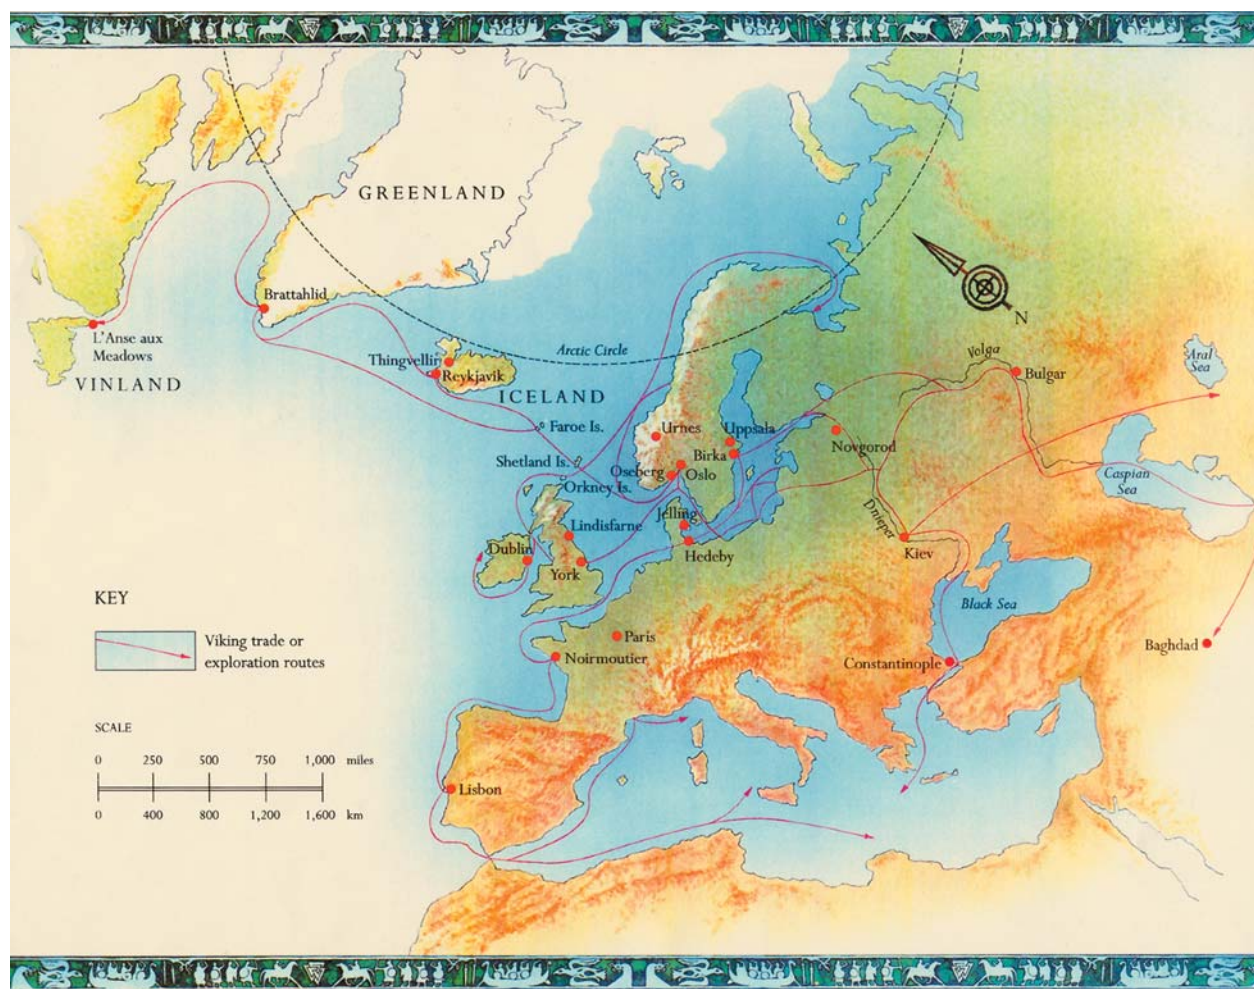 GREENLAND
Brattahlid
L'Anse aux
Meadows
VINLAND
Thingvellir
Reykjavik
ICELAND
Arctic Circle
N
Volga
Bulgar
Aral
Sea
Faroe Is.
Shetland Is.
Orkney Is.
Urnes
Uppsala
Birka
Oseberg
Oslo
Novgorod
Caspian
Sea
Dnieper
Jelling
Lindisfarne
Dublin
York
Hedeby
Kiev
Black Sea
Paris
Noirmoutier
Constantinople
Baghdad
Lisbon
KEY
Viking trade or
exploration routes
SCALE
0 250 500 750 1,000 miles
0 400 800 1,200 1,600 km